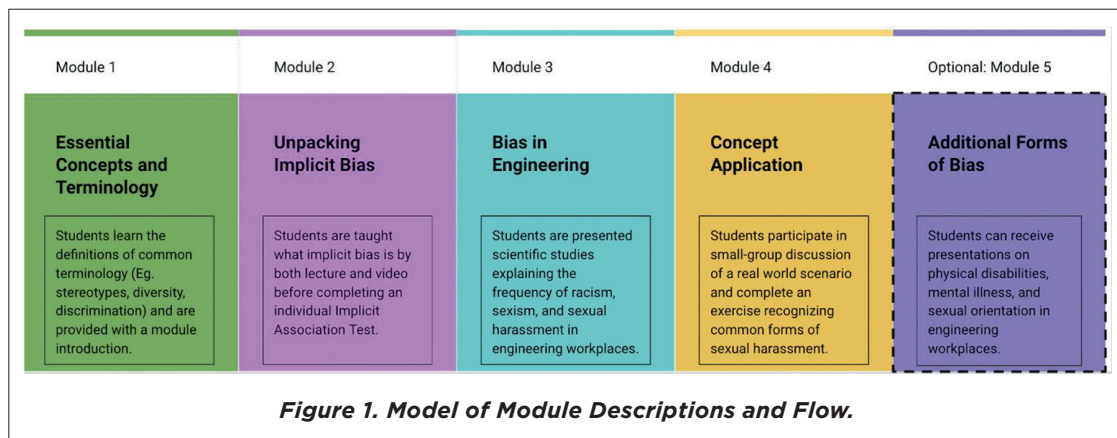 Module 1
Module 2
Module 3
Module 4
Optional: Module 5
Essential
Concepts and
Terminology
Students learn the
definitions of common
terminology (Eg.
stereotypes, diversity,
discrimination) and are
provided with a module
introduction.
Unpacking
Implicit Bias
Students are taught
what implicit bias is by
both lecture and video
before completing an
individual Implicit
Association Test.
Bias in
Engineering
Students are presented
scientific studies
explaining the
frequency of racism,
sexism, and sexual
harassment in
engineering workplaces.
Concept
Application
Students participate in
small-group discussion
of a real world scenario
and complete an
exercise recognizing
common forms of
sexual harassment.
Additional Forms
of Bias
Students can receive
presentations on
physical disabilities,
mental illness, and
sexual orientation in
engineering
workplaces.
Figure 1. Model of Module Descriptions and Flow.